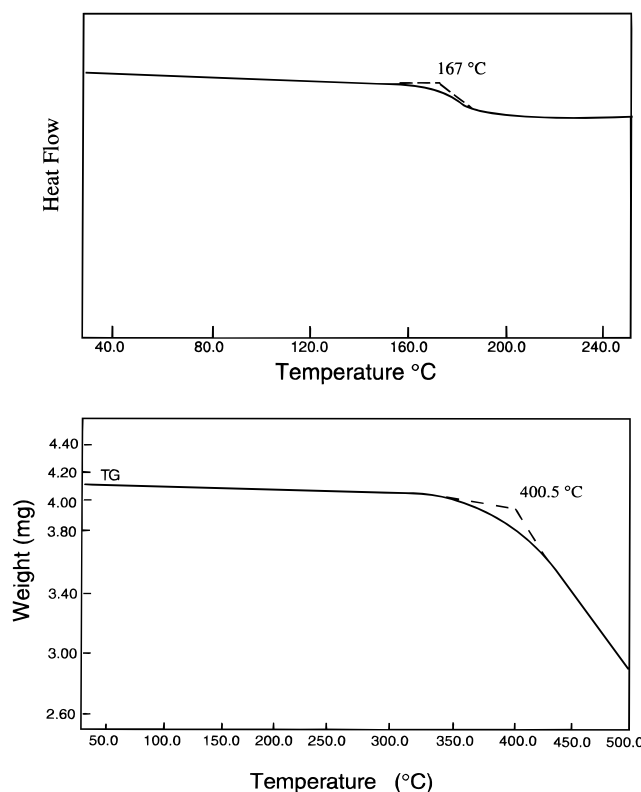 167 °C
Heat Flow
40.0 80.0 120.0 160.0 200.0 240.0
Temperature °C
4.40
4.20
TG
4.00
400.5 °C
3.80
Weight (mg)
3.40
3.00
2.60
50.0 100.0 150.0 200.0 250.0 300.0 350.0 400.0 450.0 500.0
Temperature (°C)